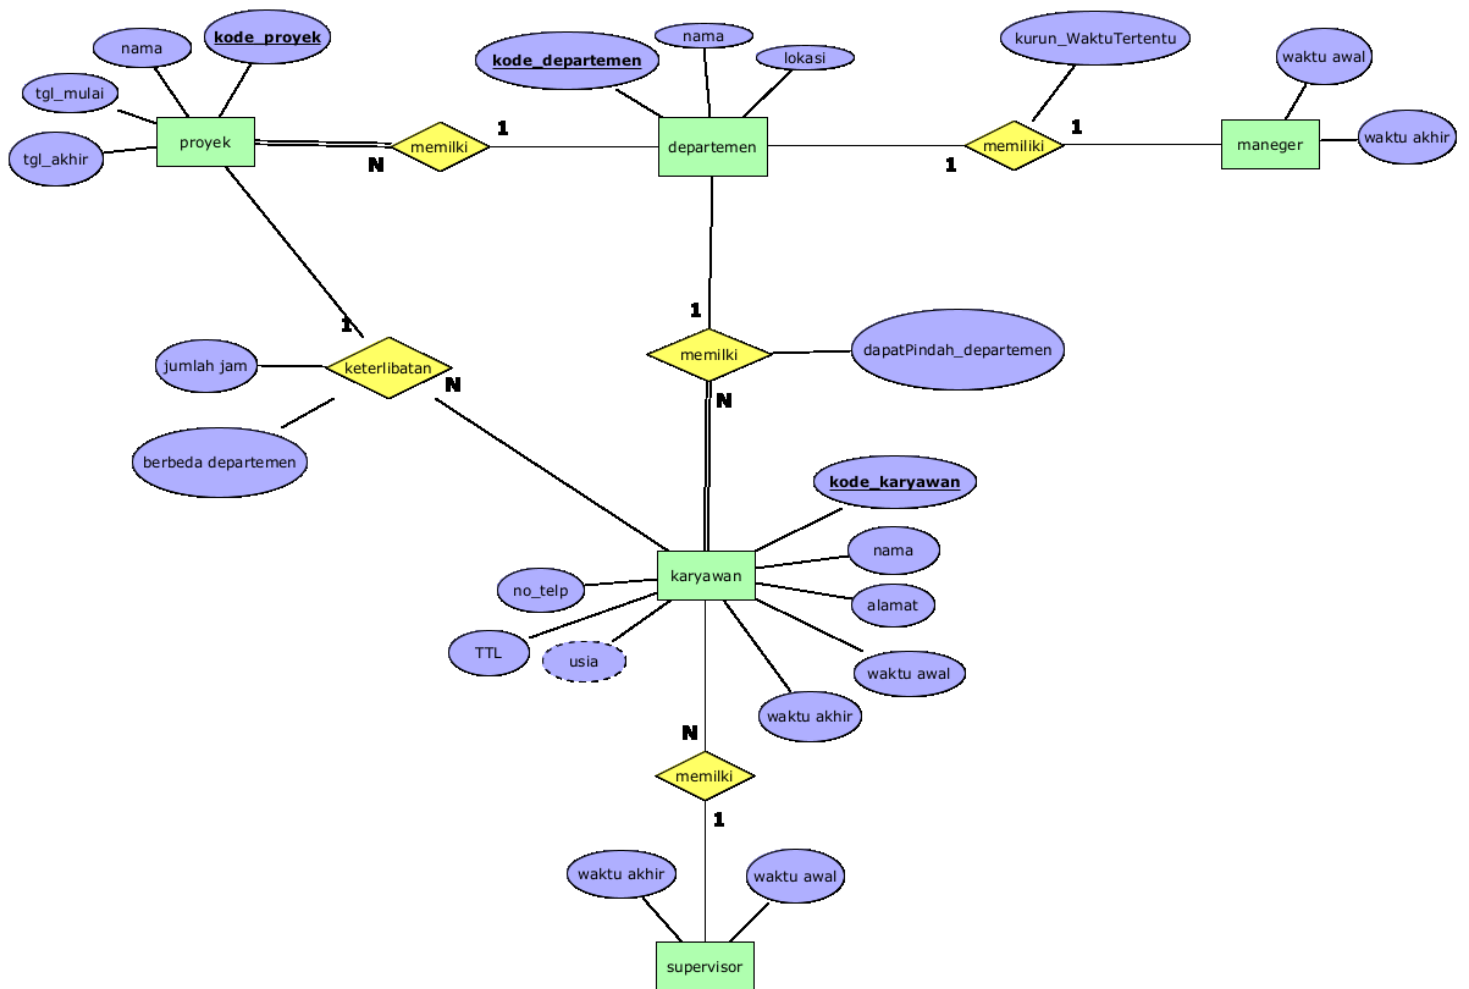 kode_proyek
nama
nama
kode_departemen
lokasi
kurun_WaktuTertentu
waktu awal
tgl_mulai
tgl_akhir
proyek
memilki
N
1
departemen
1
memiliki
1
maneger
waktu akhir
1
keterlibatan
N
jumlah jam
berbeda departemen
1
memilki
N
dapatPindah_departemen
kode_karyawan
nama
alamat
karyawan
no_telp
TTL
usia
waktu awal
waktu akhir
N
memilki
1
waktu akhir
waktu awal
supervisor